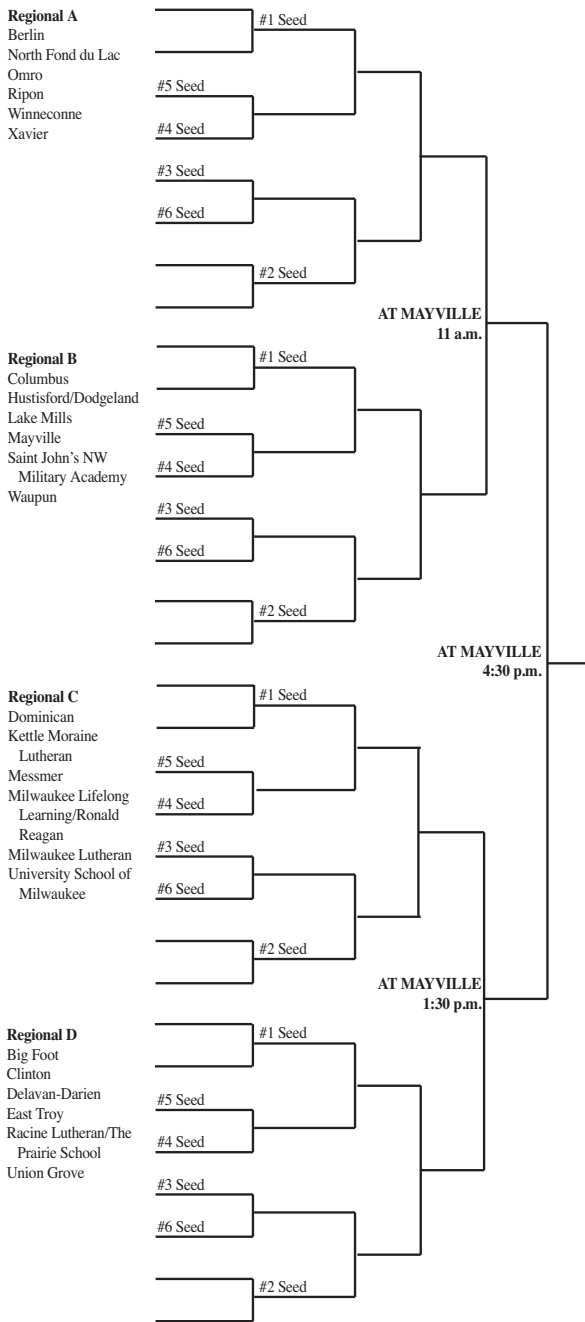 Regional A
Berlin
North Fond du Lac
Omro
Ripon
Winneconne
Xavier
#1 Seed
#5 Seed
#4 Seed
#3 Seed
#6 Seed
#2 Seed
AT MAYVILLE
11 a.m.
Regional B
Columbus
Hustisford/Dodgeland
Lake Mills
Mayville
Saint John’s NW
Military Academy
Waupun
#1 Seed
#5 Seed
#4 Seed
#3 Seed
#6 Seed
#2 Seed
AT MAYVILLE
4:30 p.m.
Regional C
Dominican
Kettle Moraine
Lutheran
Messmer
Milwaukee Lifelong
Learning/Ronald
Reagan
Milwaukee Lutheran
University School of
Milwaukee
#1 Seed
#5 Seed
#4 Seed
#3 Seed
#6 Seed
#2 Seed
AT MAYVILLE
1:30 p.m.
Regional D
Big Foot
Clinton
Delavan-Darien
East Troy
Racine Lutheran/The
Prairie School
Union Grove
#1 Seed
#5 Seed
#4 Seed
#3 Seed
#6 Seed
#2 Seed